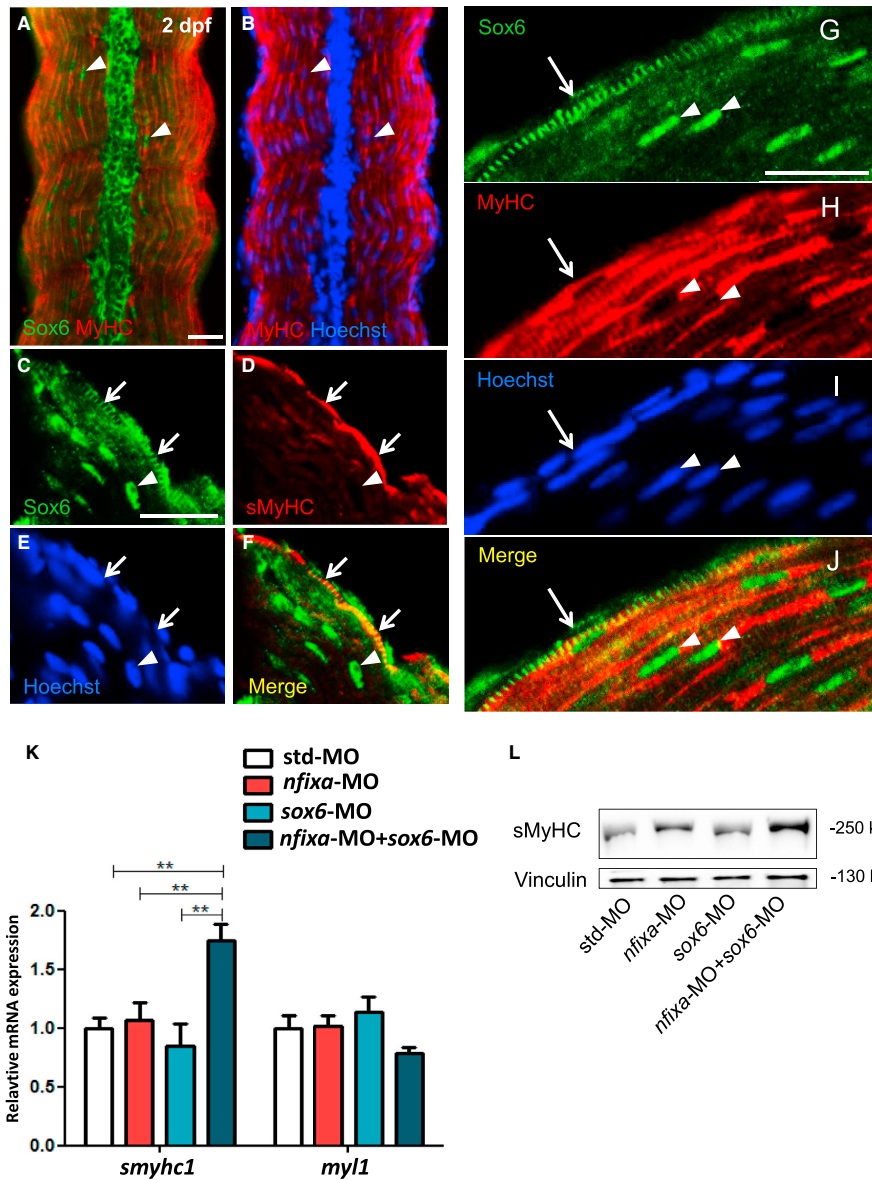 A
2 dpf
B
Sox6 MyHC
MyHC Hoechst
C
Sox6
D
sMyHC
E
Hoechst
F
Merge
Sox6
G
MyHC
H
Hoechst
I
Merge
J
K
std-MO
nfixa-MO
sox6-MO
nfixa-MO+sox6-MO
**
**
**
Relavtive mRNA expression
2.0
1.5
1.0
0.5
0.0
smyhc1
myl1
L
sMyHC
-250 k
Vinculin
-130 k
std-MO
nfixa-MO
sox6-MO
nfixa-MO+sox6-MO